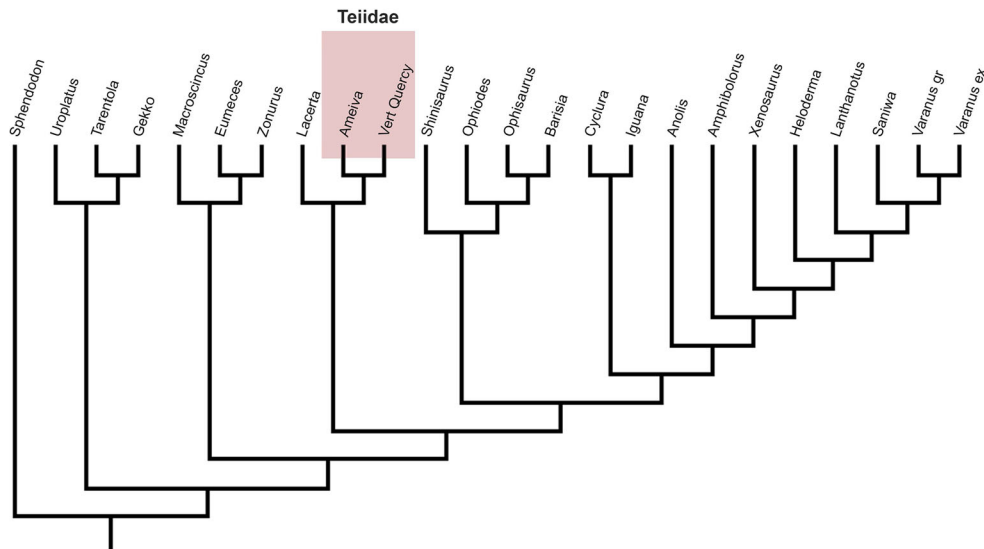 Teiidae
Sphendodon
Uroplatus
Tarentola
Gekko
Macroscincus
Eumeces
Zonurus
Lacerta
Ameiva
Vert Quercy
Shinisaurus
Ophiodes
Ophisaurus
Barisia
Cyclura
Iguana
Anolis
Amphibolorus
Xenosaurus
Heloderma
Lanthanotus
Saniwa
Varanus gr
Varanus ex